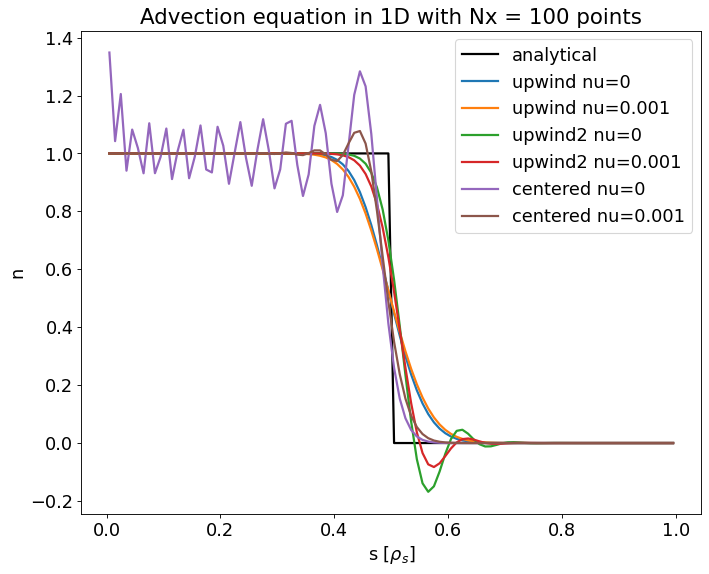 Advection equation in 1D with Nx = 100 points
1.4
1.2
1.0
0.8
0.6
0.4
0.2
0.0
−0.2
n
analytical
upwind nu=0
upwind nu=0.001
upwind2 nu=0
upwind2 nu=0.001
centered nu=0
centered nu=0.001
0.0 0.2 0.4 0.6 0.8 1.0
s [ρₛ]